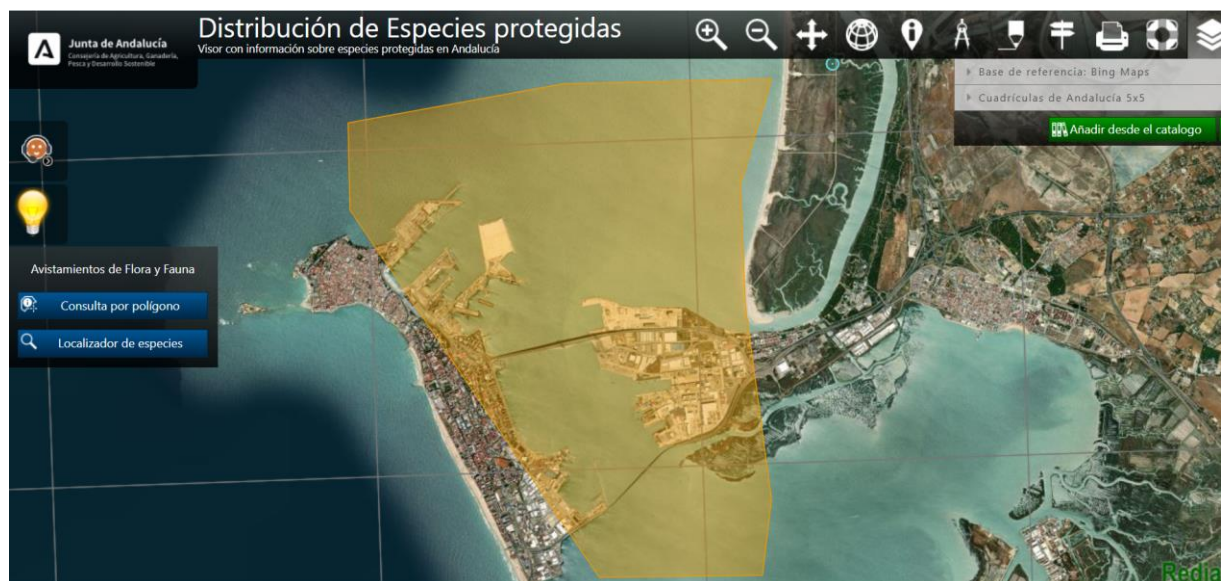 Junta de Andalucía
Consejería de Agricultura, Ganadería,
Pesca y Desarrollo Sostenible
Distribución de Especies protegidas
Visor con información sobre especies protegidas en Andalucía
Base de referencia: Bing Maps
Cuadrículas de Andalucía 5x5
Añadir desde el catalogo
Avistamientos de Flora y Fauna
Consulta por polígono
Localizador de especies
Redia